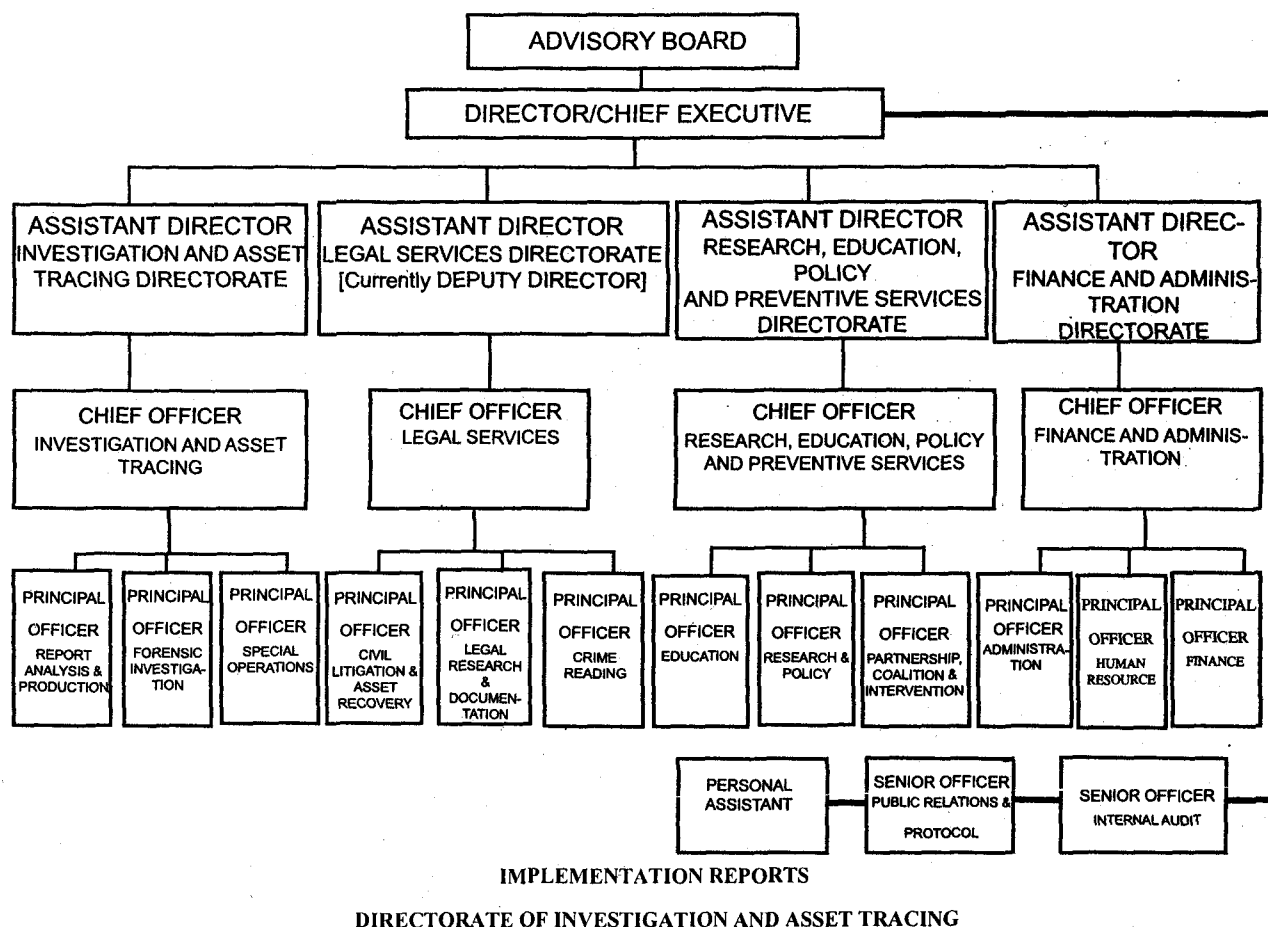 ADVISORY BOARD
DIRECTOR/CHIEF EXECUTIVE
ASSISTANT DIRECTOR
INVESTIGATION AND ASSET
TRACING DIRECTORATE
ASSISTANT DIRECTOR
LEGAL SERVICES DIRECTORATE
[Currently DEPUTY DIRECTOR]
ASSISTANT DIRECTOR
RESEARCH, EDUCATION,
POLICY
AND PREVENTIVE SERVICES
DIRECTORATE
ASSISTANT DIREC-
TOR
FINANCE AND ADMINIS-
TRATION
DIRECTORATE
CHIEF OFFICER
INVESTIGATION AND ASSET
TRACING
CHIEF OFFICER
LEGAL SERVICES
CHIEF OFFICER
RESEARCH, EDUCATION, POLICY
AND PREVENTIVE SERVICES
CHIEF OFFICER
FINANCE AND ADMINIS-
TRATION
PRINCIPAL
OFFICER
REPORT
ANALYSIS &
PRODUCTION
PRINCIPAL
OFFICER
FORENSIC
INVESTIGA-
TION
PRINCIPAL
OFFICER
SPECIAL
OPERATIONS
PRINCIPAL
OFFICER
CIVIL
LITIGATION &
ASSET
RECOVERY
PRINCIPAL
OFFICER
LEGAL
RESEARCH
&
DOCUMEN-
TATION
PRINCIPAL
OFFICER
CRIME
READING
PRINCIPAL
OFFICER
EDUCATION
PRINCIPAL
OFFICER
RESEARCH &
POLICY
PRINCIPAL
OFFICER
PARTNERSHIP,
COALITION &
INTERVENTION
PRINCIPAL
OFFICER
ADMINISTRA-
TION
PRINCIPAL
OFFICER
HUMAN
RESOURCE
PRINCIPAL
OFFICER
FINANCE
PERSONAL
ASSISTANT
SENIOR OFFICER
PUBLIC RELATIONS &
PROTOCOL
SENIOR OFFICER
INTERNAL AUDIT
IMPLEMENTATION REPORTS
DIRECTORATE OF INVESTIGATION AND ASSET TRACING